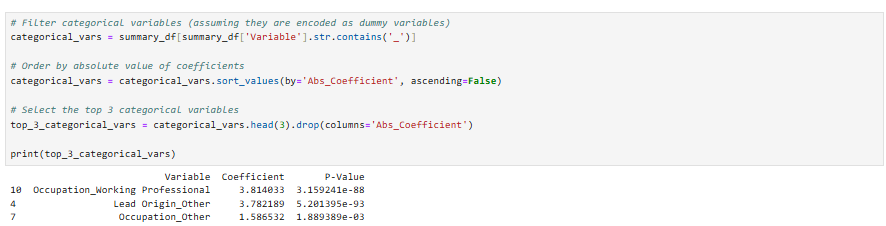 # Filter categorical variables (assuming they are encoded as dummy variables)
categorical_vars = summary_df[summary_df['Variable'].str.contains('_')]
# Order by absolute value of coefficients
categorical_vars = categorical_vars.sort_values(by='Abs_Coefficient', ascending=False)
# Select the top 3 categorical variables
top_3_categorical_vars = categorical_vars.head(3).drop(columns='Abs_Coefficient')
print(top_3_categorical_vars)
Variable Coefficient P-Value
10 Occupation_Working Professional 3.814033 3.159241e-88
4 Lead Origin_Other 3.782189 5.201395e-93
7 Occupation_Other 1.586532 1.889389e-03